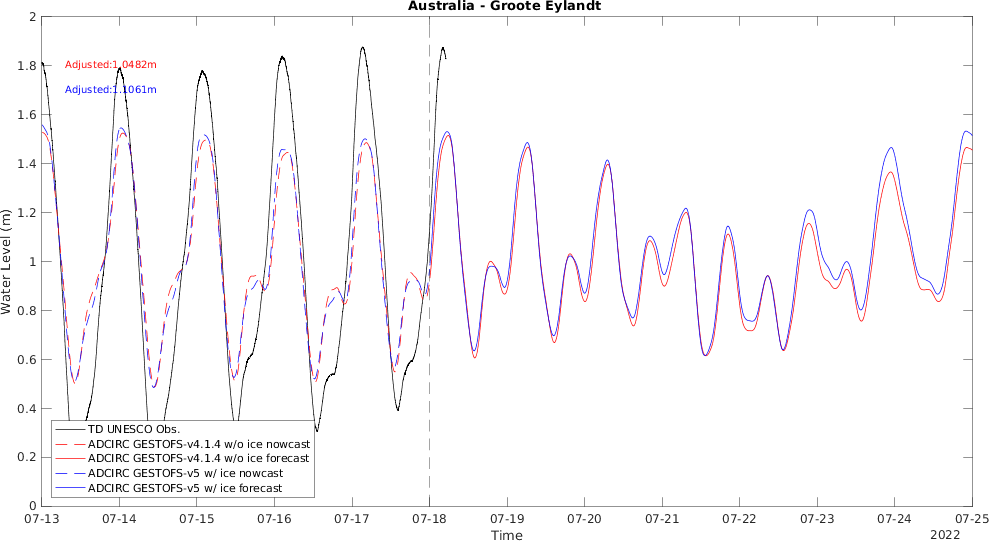 Australia - Groote Eylandt
2
1.8
1.6
1.4
1.2
1
0.8
0.6
0.4
0.2
0
Water Level (m)
Adjusted:1.0482m
Adjusted:1.1061m
TD UNESCO Obs.
ADCIRC GESTOFS-v4.1.4 w/o ice nowcast
ADCIRC GESTOFS-v4.1.4 w/o ice forecast
ADCIRC GESTOFS-v5 w/ ice nowcast
ADCIRC GESTOFS-v5 w/ ice forecast
07-13 07-14 07-15 07-16 07-17 07-18 07-19 07-20 07-21 07-22 07-23 07-24 07-25
Time
2022